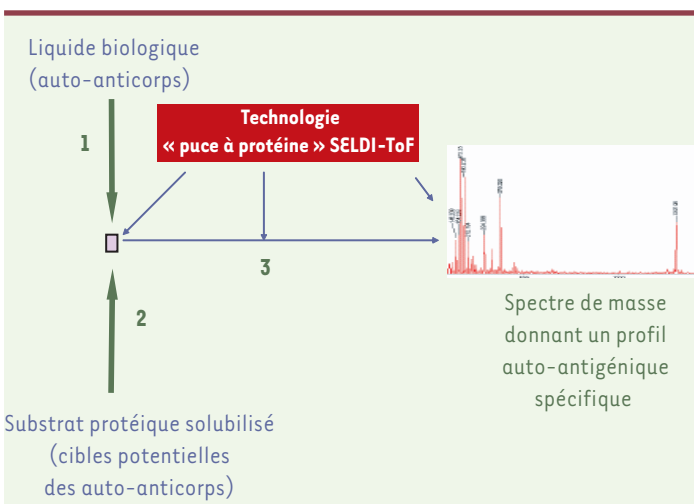 Liquide biologique
(auto-anticorps)
Technologie
« puce à protéine » SELDI-ToF
1
3
2
Spectre de masse
donnant un profil
auto-antigénique
spécifique
Substrat protéique solubilisé
(cibles potentielles
des auto-anticorps)